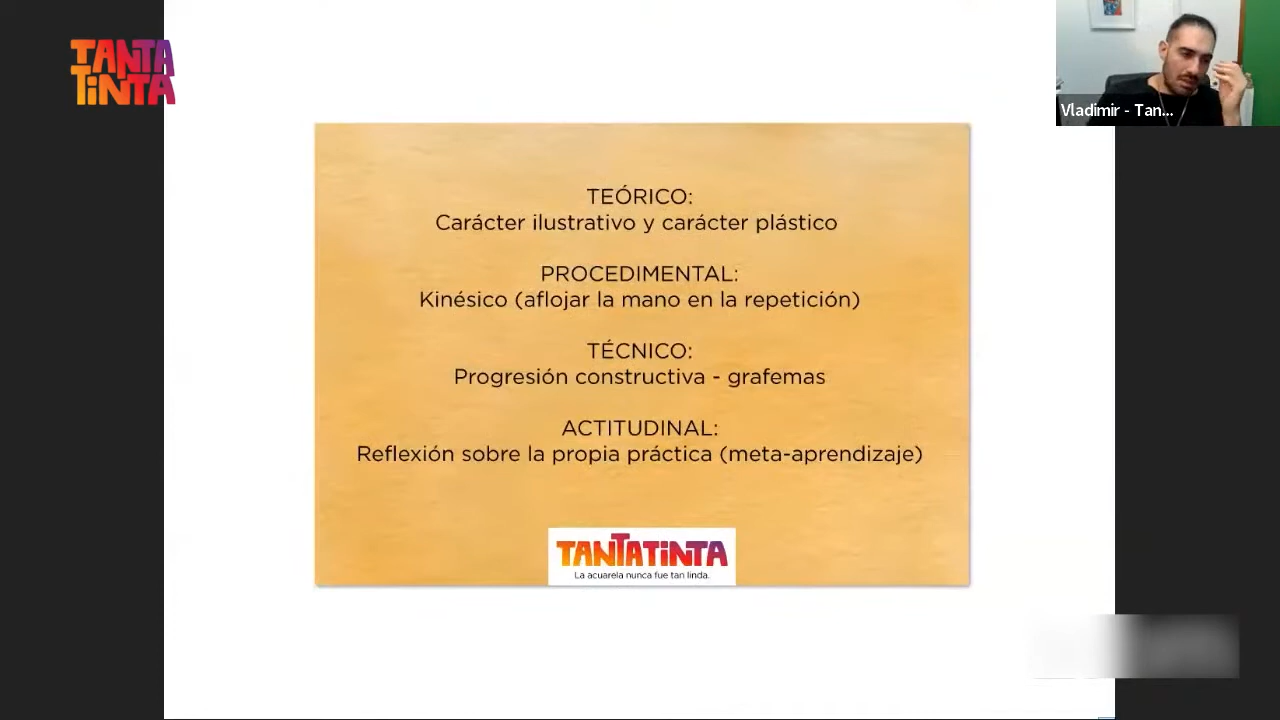 TANTA
TiNTA
Vladimir - Tan...
TEÓRICO:
Carácter ilustrativo y carácter plástico
PROCEDIMENTAL:
Kinésico (aflojar la mano en la repetición)
TÉCNICO:
Progresión constructiva - grafemas
ACTITUDINAL:
Reflexión sobre la propia práctica (meta-aprendizaje)
TANTATiNTA
La acuarela nunca fue tan linda.